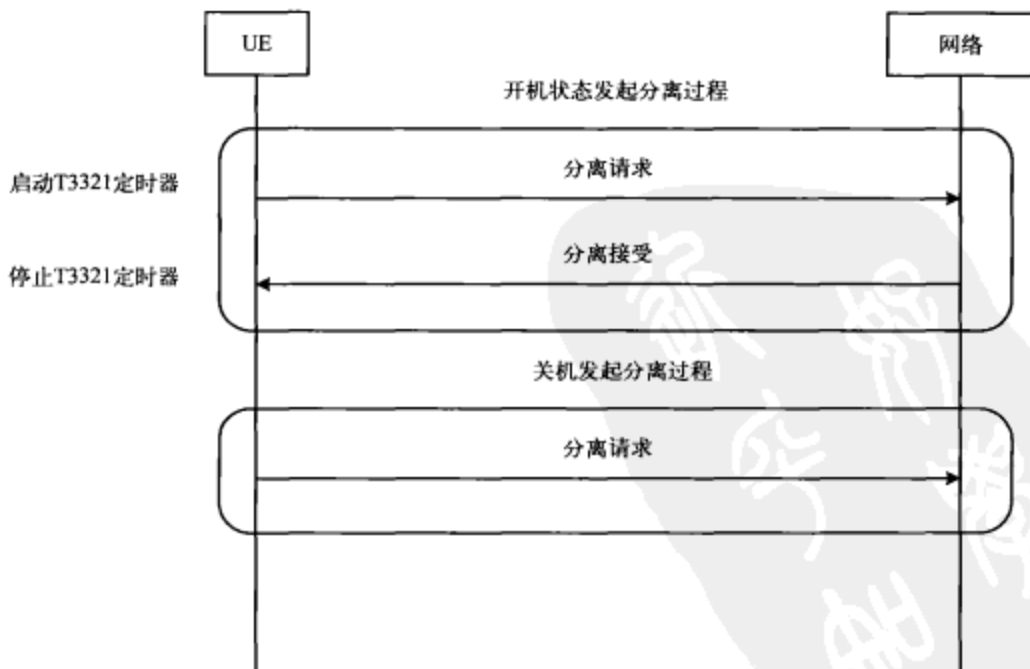 UE
网络
开机状态发起分离过程
启动T3321定时器
分离请求
停止T3321定时器
分离接受
关机发起分离过程
分离请求